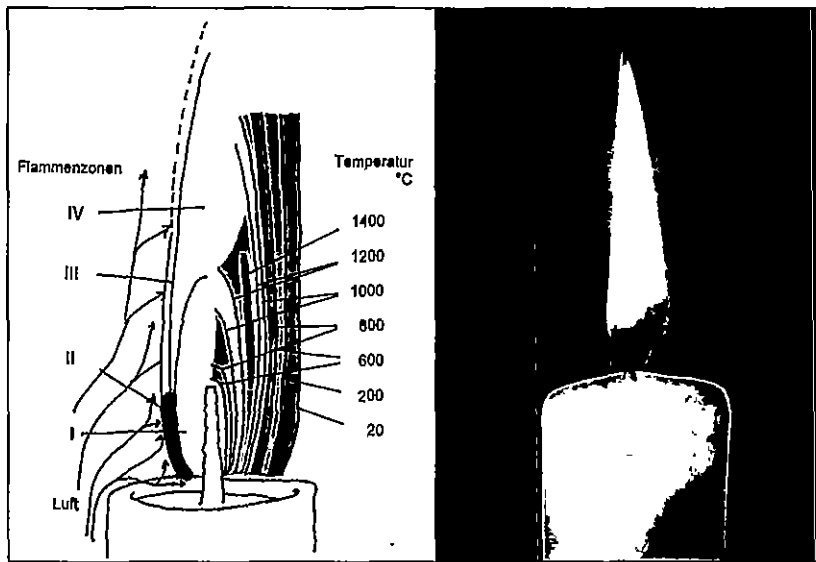 Flammenzonen
IV
III
II
I
Luft
Temperatur
°C
1400
1200
1000
800
600
200
20